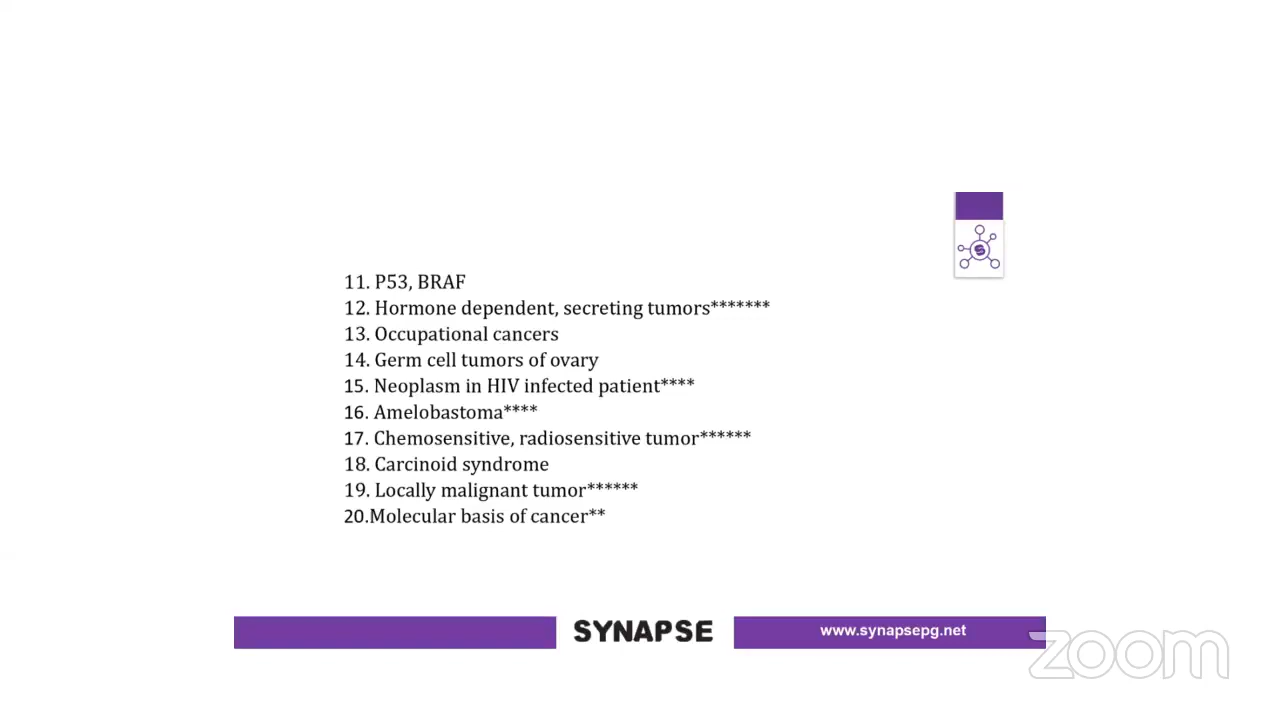 11. P53, BRAF
12. Hormone dependent, secreting tumors*******
13. Occupational cancers
14. Germ cell tumors of ovary
15. Neoplasm in HIV infected patient****
16. Amelobastoma****
17. Chemosensitive, radiosensitive tumor******
18. Carcinoid syndrome
19. Locally malignant tumor******
20.Molecular basis of cancer**
SYNAPSE
www.synapsepg.net
zoom